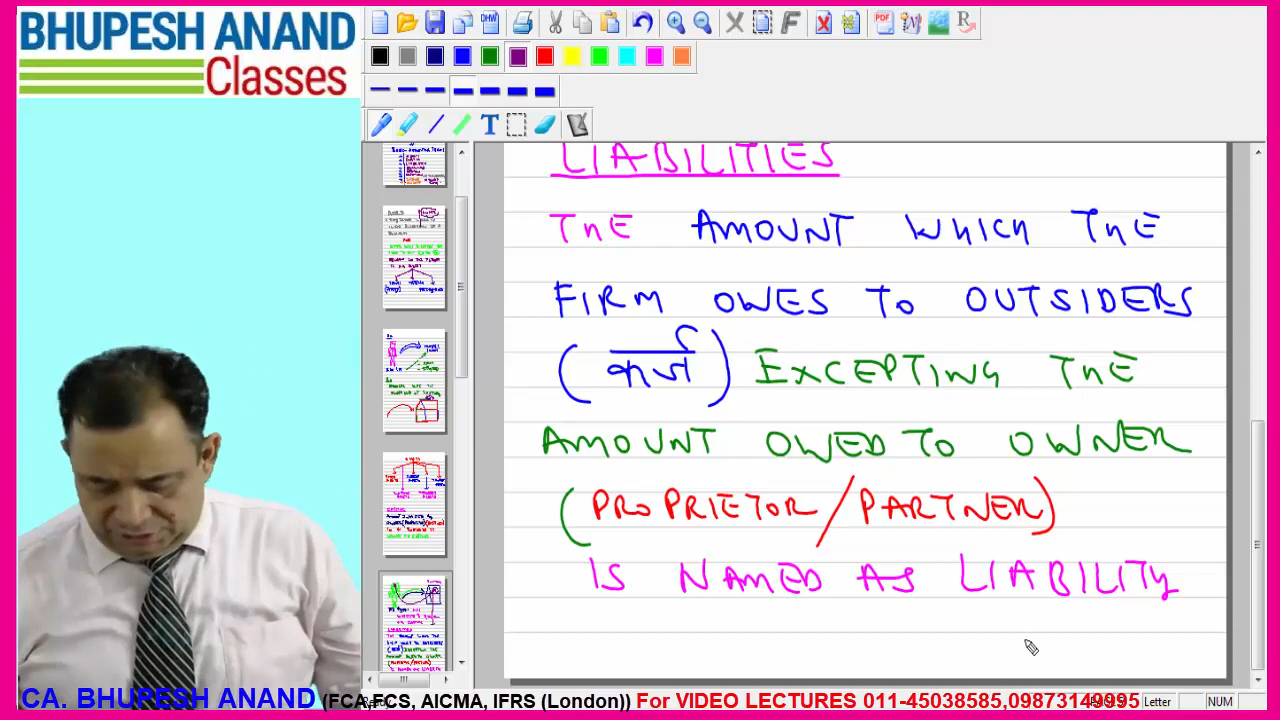 BHUPESH ANAND
Classes
LIABILITIES
THE AMOUNT WHICH THE
FIRM OWES TO OUTSIDERS
(कर्ज) EXCEPTING THE
AMOUNT OWED TO OWNER
(PROPRIETOR/PARTNER)
IS NAMED AS LIABILITY
Letter NUM
CA. BHUPESH ANAND (FCA,FCS, AICMA, IFRS (London)) For VIDEO LECTURES 011-45038585,09873149995